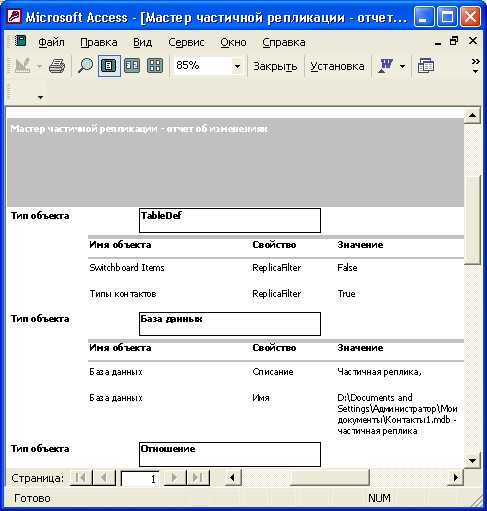 Microsoft Access - [Мастер частичной репликации - отчет...
Файл Правка Вид Сервис Окно Справка
85% Закрыть Установка
Мастер частичной репликации - отчет об изменениях
Тип объекта TableDef
Имя объекта Свойство Значение
Switchboard Items ReplicaFilter False
Типы контактов ReplicaFilter True
Тип объекта База данных
Имя объекта Свойство Значение
База данных Списание Частичная реплика,
База данных Имя D:\Documents and
Settings\Администратор\Мои
документы\Контакты1.mdb -
частичная реплика
Тип объекта Отношение
Страница: 1
Готово NUM